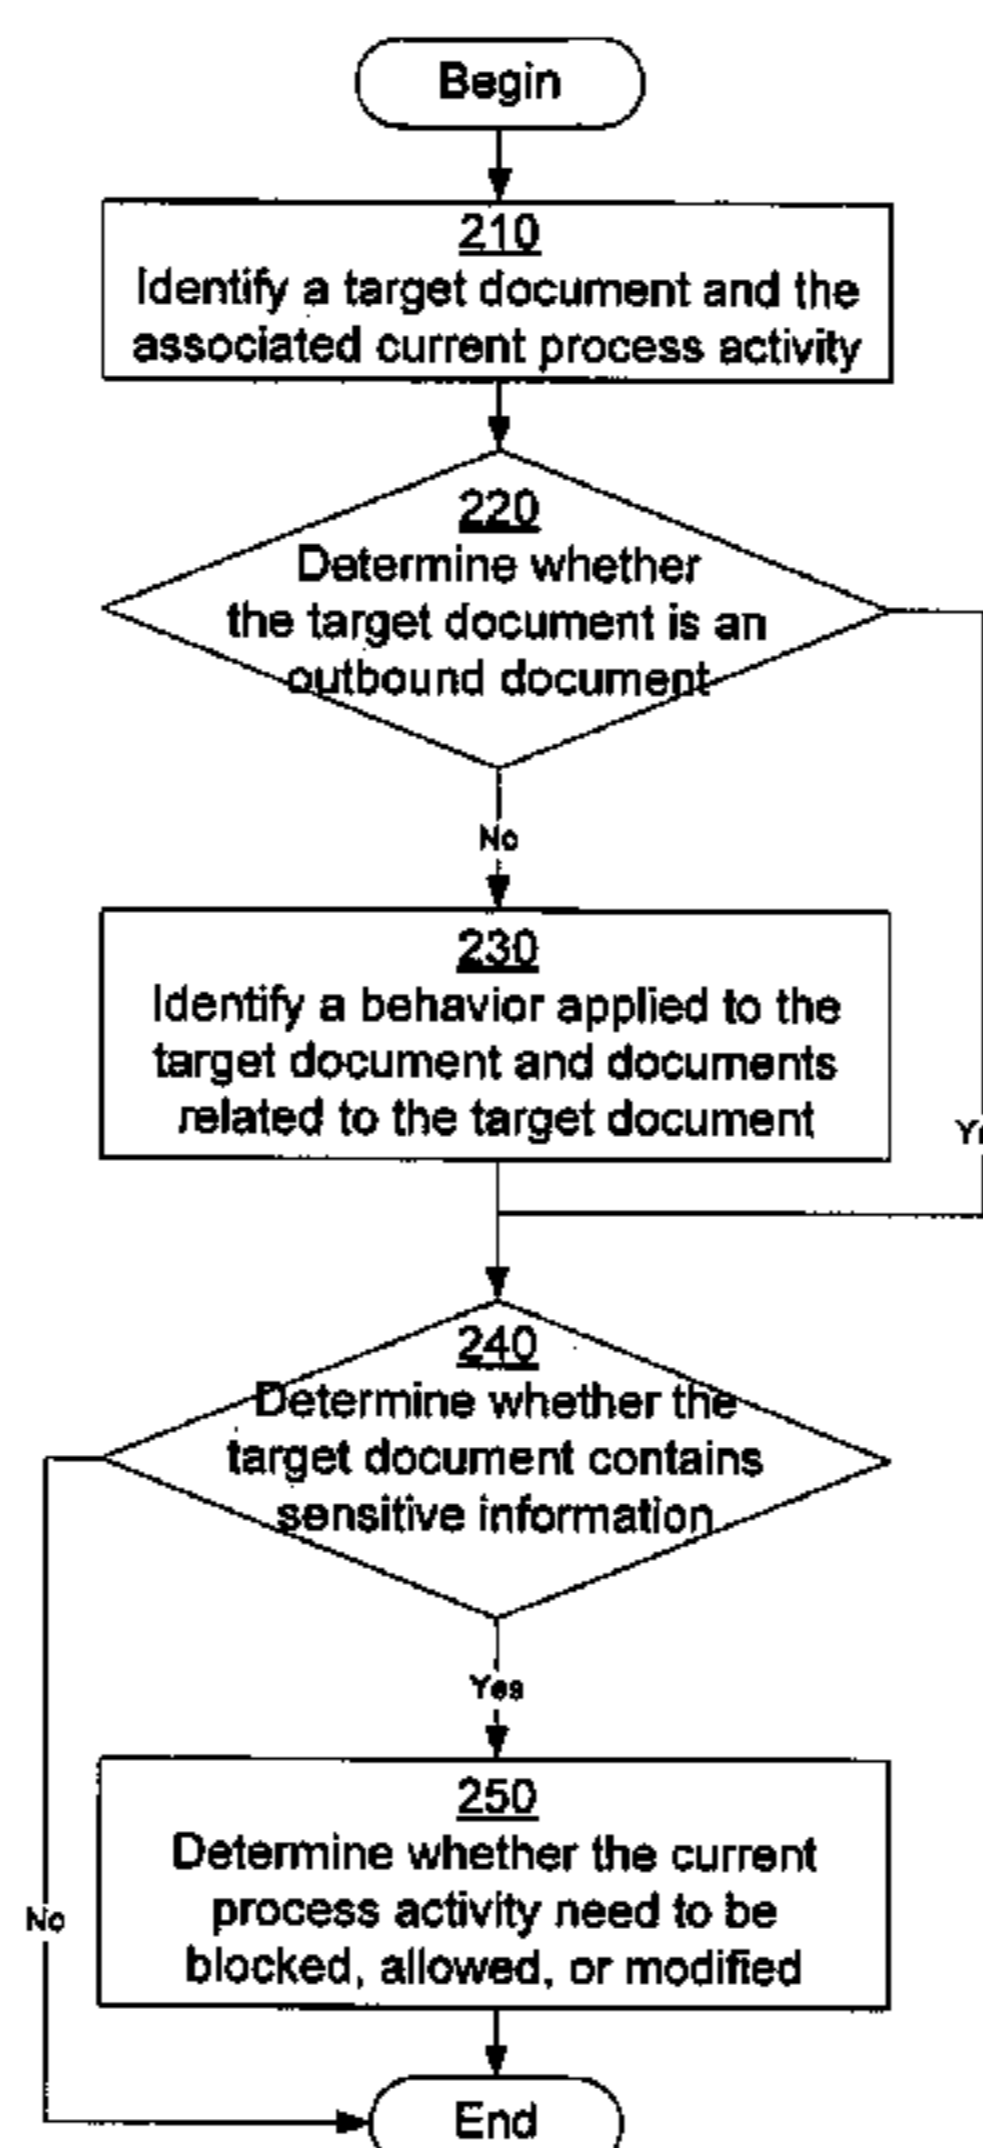 Begin
210
Identify a target document and the
associated current process activity
220
Determine whether
the target document is an
outbound document
No
230
Identify a behavior applied to the
target document and documents
related to the target document
240
Determine whether the
target document contains
sensitive information
Yes
250
Determine whether the current
process activity need to be
blocked, allowed, or modified
No
End